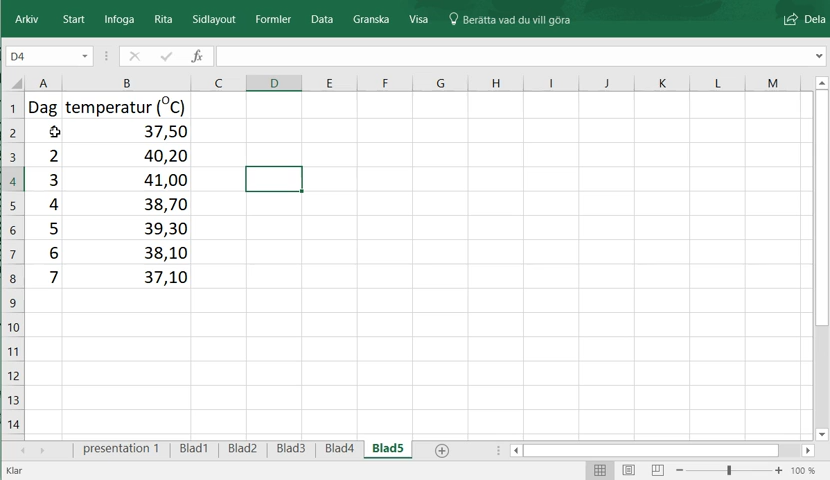 Arkiv Start Infoga Rita Sidlayout Formler Data Granska Visa Berätta vad du vill göra Dela
D4 fx
A B C D E F G H I J K L M
1 Dag temperatur (°C)
2 37,50
3 2 40,20
4 3 41,00
5 4 38,70
6 5 39,30
7 6 38,10
8 7 37,10
9
10
11
12
13
14
presentation 1 Blad1 Blad2 Blad3 Blad4 Blad5
Klar 100 %